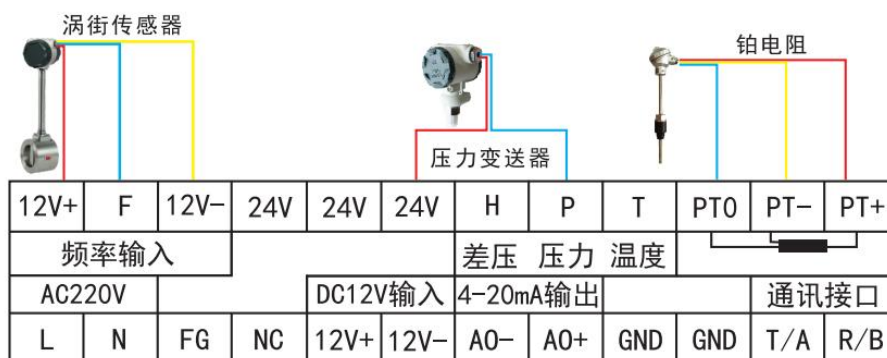 涡街传感器
铂电阻
压力变送器
12V+ F 12V- 24V 24V 24V H P T PT0 PT- PT+
频率输入 差压 压力 温度
AC220V DC12V输入 4-20mA输出 通讯接口
L N FG NC 12V+ 12V- AO- AO+ GND GND T/A R/B